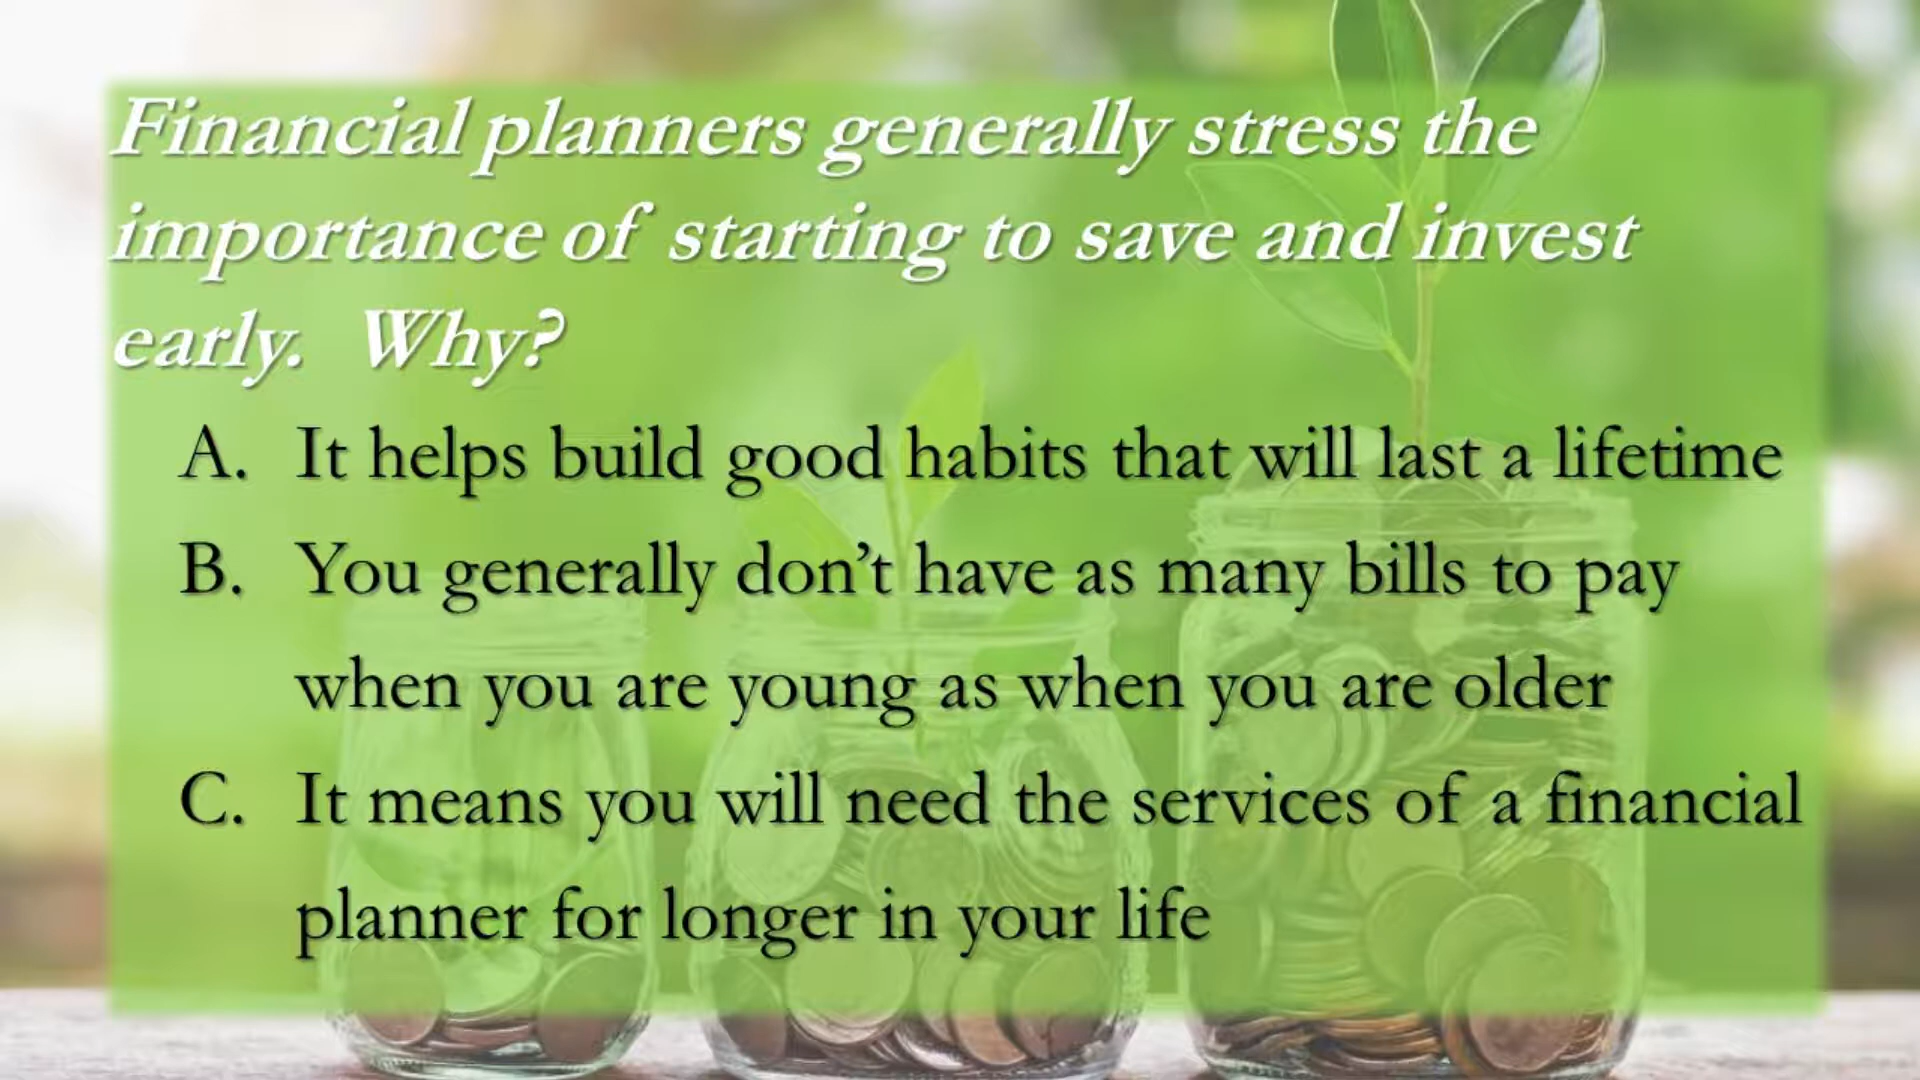 Financial planners generally stress the
importance of starting to save and invest
early. Why?
A. It helps build good habits that will last a lifetime
B. You generally don’t have as many bills to pay
when you are young as when you are older
C. It means you will need the services of a financial
planner for longer in your life